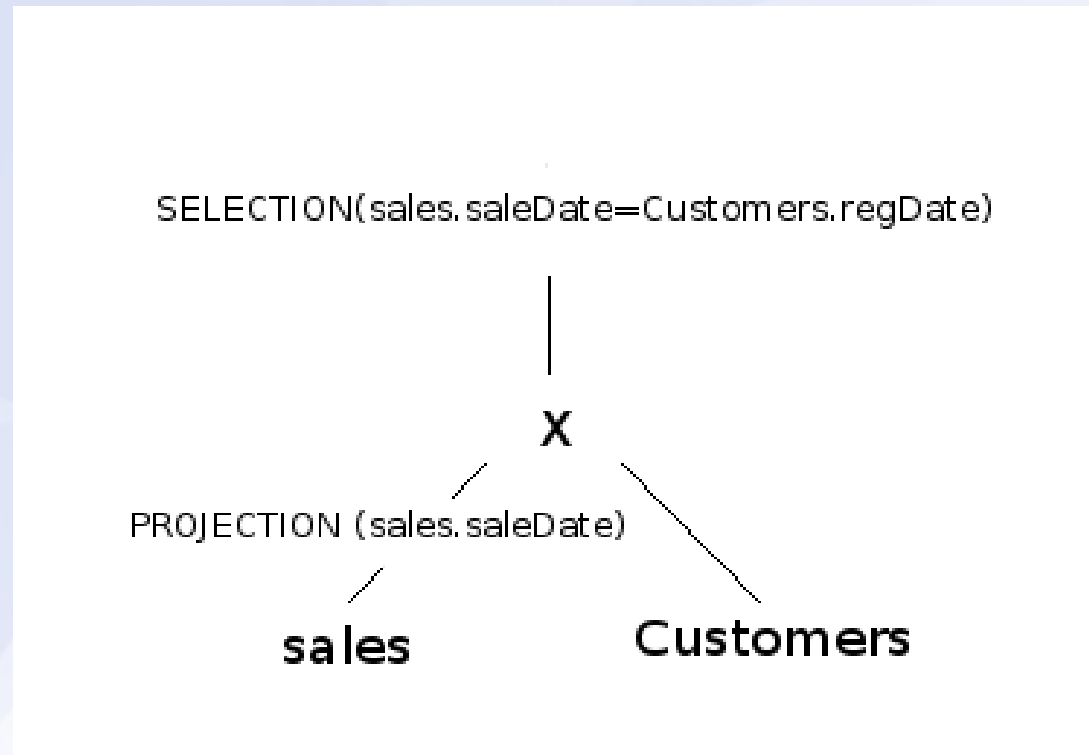 SELECTION(sales.saleDate=Customers.regDate)
X
PROJECTION (sales.saleDate)
sales Customers